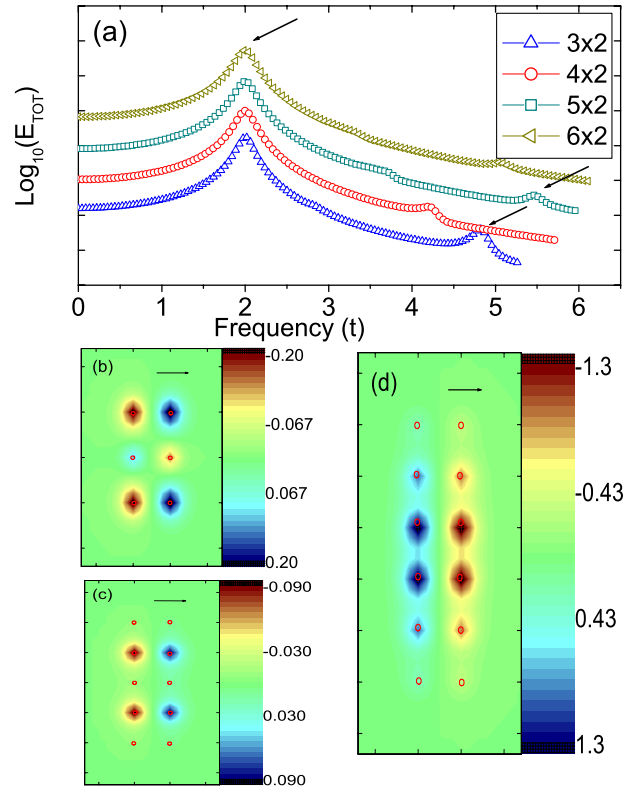 (a)
3x2
4x2
5x2
6x2
Log10(ETOT)
0 1 2 3 4 5 6
Frequency (t)
(b)
-0.20
-0.067
0.067
0.20
(c)
-0.090
-0.030
0.030
0.090
(d)
-1.3
-0.43
0.43
1.3